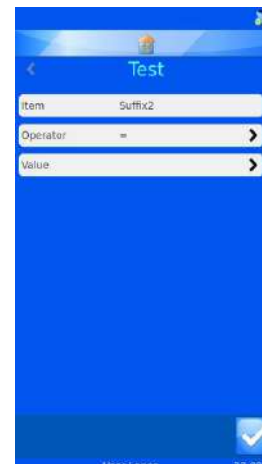 Test
Item Suffix2
Operator =
Value